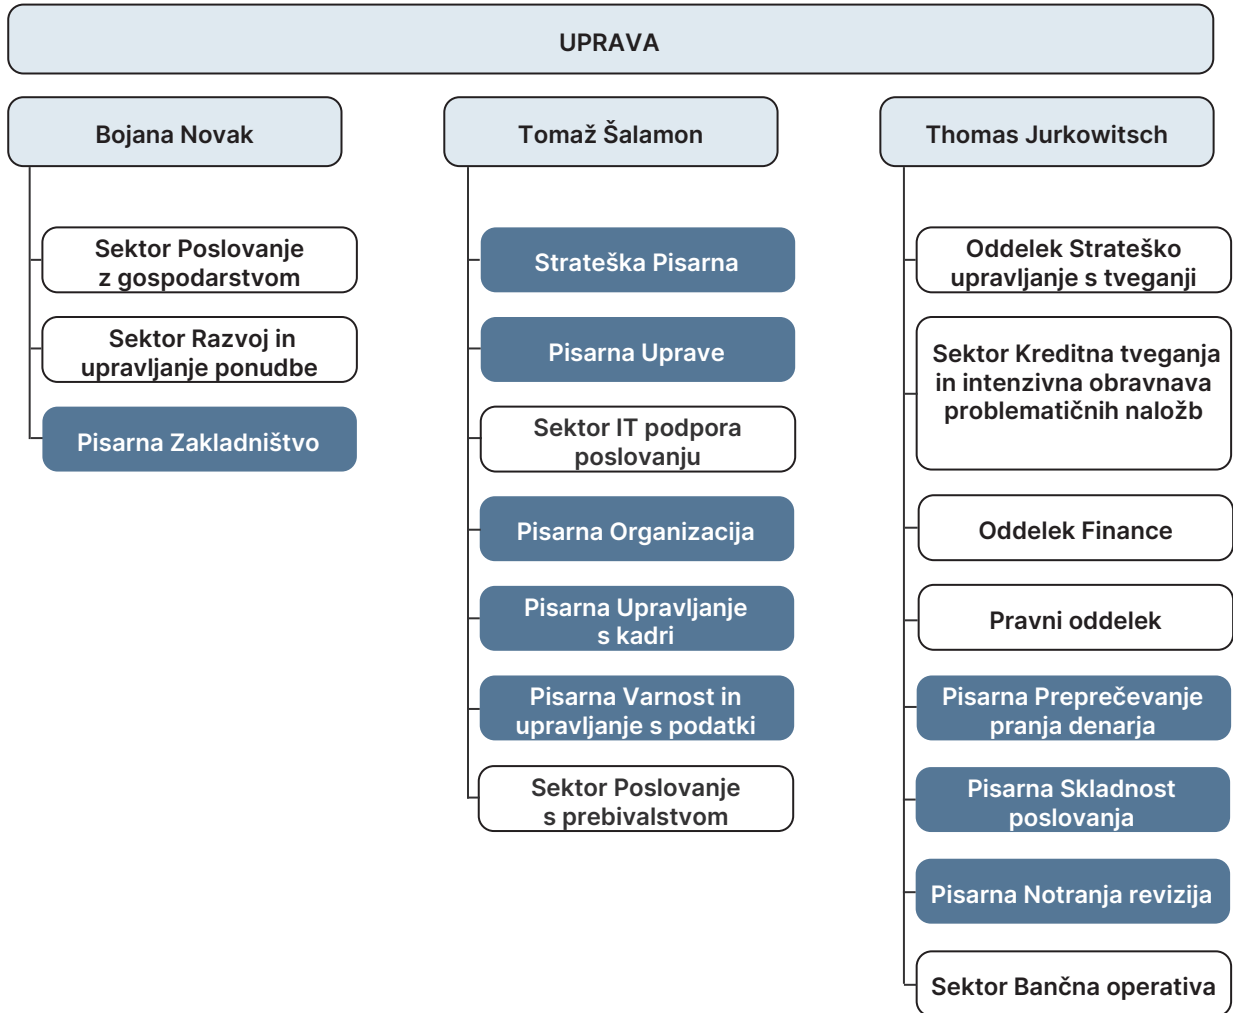 UPRAVA
Bojana Novak
Sektor Poslovanje
z gospodarstvom
Sektor Razvoj in
upravljanje ponudbe
Pisarna Zakladništvo
Tomaž Šalamon
Strateška Pisarna
Pisarna Uprave
Sektor IT podpora
poslovanju
Pisarna Organizacija
Pisarna Upravljanje
s kadri
Pisarna Varnost in
upravljanje s podatki
Sektor Poslovanje
s prebivalstvom
Thomas Jurkowitsch
Oddelek Strateško
upravljanje s tveganji
Sektor Kreditna tveganja
in intenzivna obravnava
problematičnih naložb
Oddelek Finance
Pravni oddelek
Pisarna Preprečevanje
pranja denarja
Pisarna Skladnost
poslovanja
Pisarna Notranja revizija
Sektor Bančna operativa